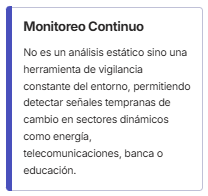 Monitoreo Continuo
No es un análisis estático sino una
herramienta de vigilancia
constante del entorno, permitiendo
detectar señales tempranas de
cambio en sectores dinámicos
como energía,
telecomunicaciones, banca o
educación.